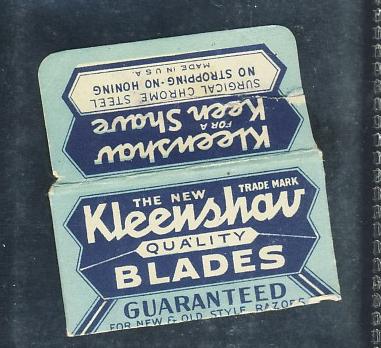 MADE IN U.S.A.
NO STROPPING-NO HONING
SURGICAL CHROME STEEL
Keen Shave
FOR A
Kleenshav
THE NEW TRADE MARK
Kleenshav
QUALITY
BLADES
GUARANTEED
FOR NEW & OLD STYLE RAZORS